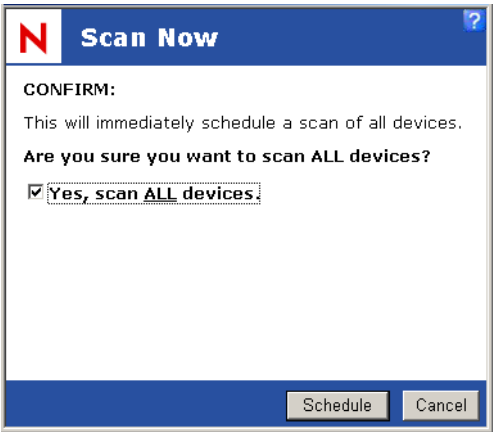 N Scan Now ?
CONFIRM:
This will immediately schedule a scan of all devices.
Are you sure you want to scan ALL devices?
Yes, scan ALL devices.
Schedule Cancel